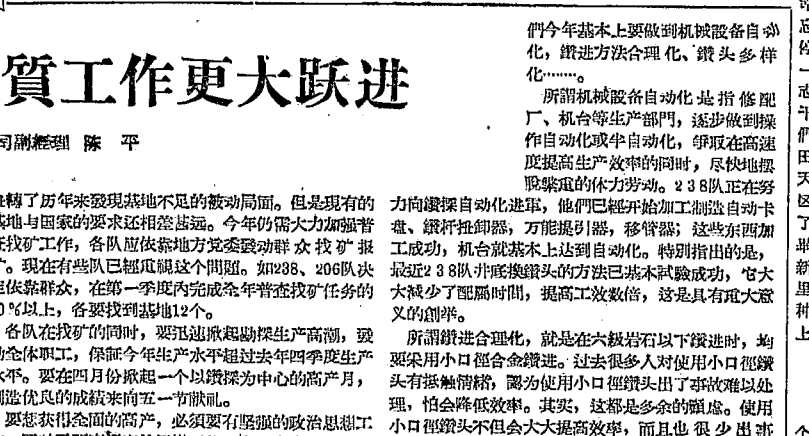 質工作更大跃进
司副經理 陈 平
轉了历年来發現基地不足的被动局面。但是現有的
基地与国家的要求还相差甚远。今年仍需大力加强普
找矿工作，各队应依靠地方党委發动群众找矿报
。現在有些队已經重視这个問題。如238、206队决
依靠群众，在第一季度內完成全年普查找矿任务的
0％以上，各要找到基地12个。
各队在找矿的同时，要迅速掀起勘探生产高潮，發
动全体职工，保証今年生产水平超过去年四季度生产
水平。要在四月份掀起一个以鑽探为中心的高产月，
創造优良的成績来向五一节献礼。
要想获得全面的高产，必須要有坚强的政治思想工
們今年基本上要做到机械設备自动
化，鑽进方法合理化、鑽头多样
化……。
所謂机械設备自动化是指修配
厂、机台等生产部門，逐步做到操
作自动化或半自动化，爭取在高速
度提高生产效率的同时，尽快地摆
脫繁重的体力劳动。238队正在努
力向鑽探自动化进軍，他們已經开始加工制造自动卡
盘、鑽杆扭卸器，万能提引器，移管器；这些东西加
工成功，机台就基本上达到自动化。特别指出的是，
最近238队井底換鑽头的方法已基本試驗成功，它大
大减少了配属时間，提高工效数倍，这是具有重大意
义的創举。
所謂鑽进合理化，就是在六級岩石以下鑽进时，均
要采用小口徑合金鑽进。过去很多人对使用小口徑鑽
头有抵触情緒，認为使用小口徑鑽头出了事故难以处
理，怕会降低效率。其实，这都是多余的顧虑。使用
小口徑鑽头不但会大大提高效率，而且也很少出事
忘
停
一
志
斗
們
田
天
区
了
举
新
里
种
上
个